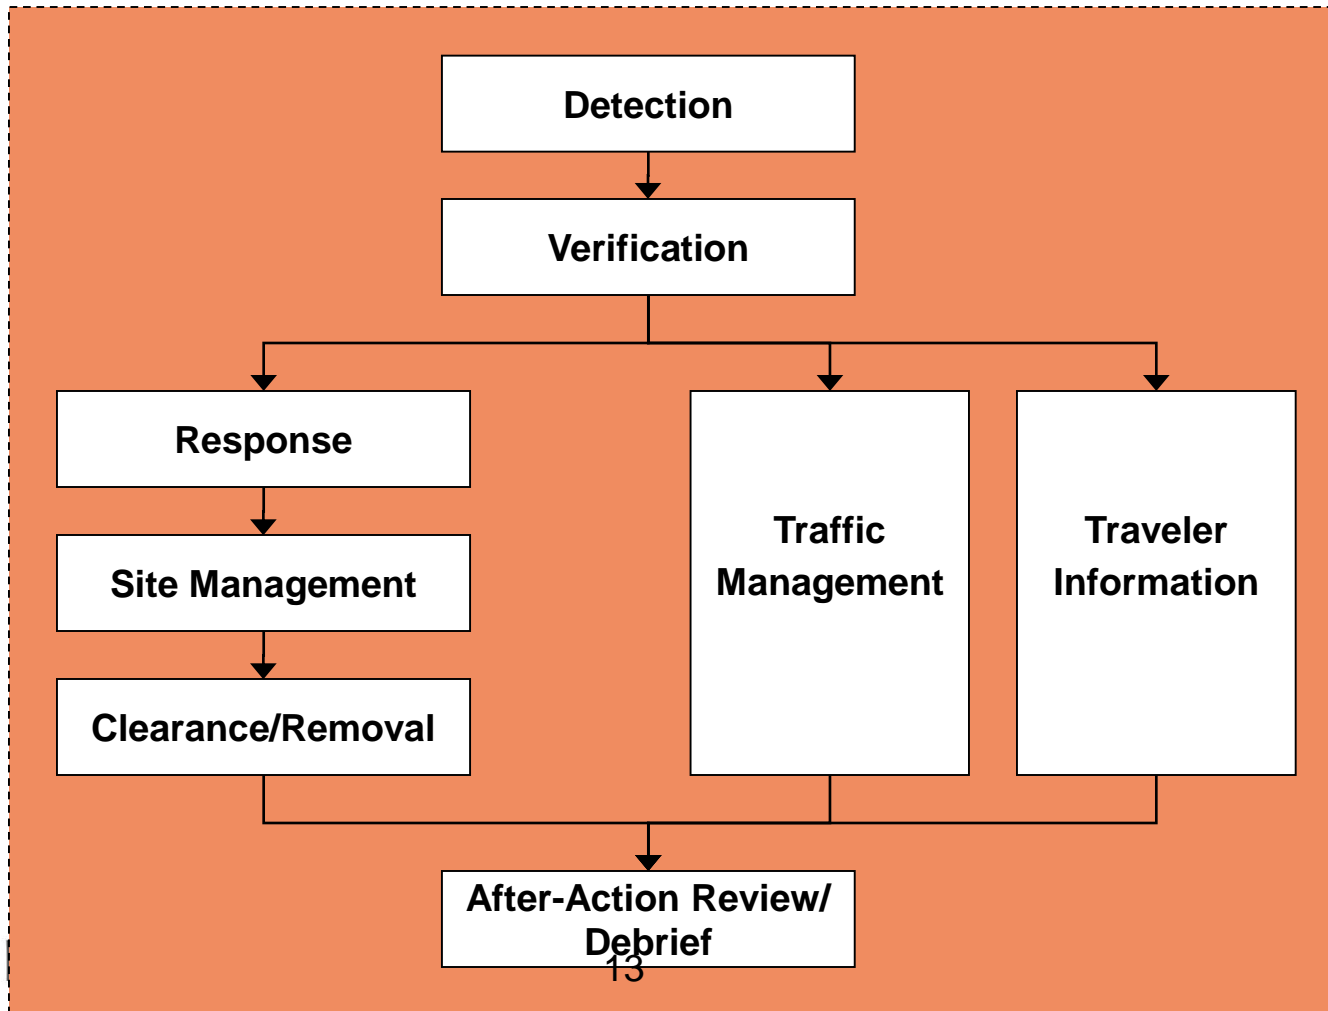 Detection
Verification
Response
Site Management
Clearance/Removal
Traffic
Management
Traveler
Information
After-Action Review/
Debrief
13